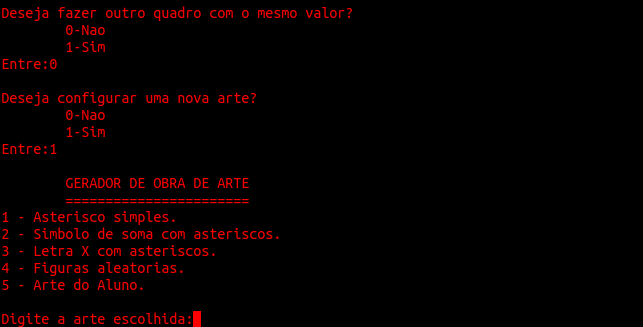 Deseja fazer outro quadro com o mesmo valor?
0-Nao
1-Sim
Entre:0
Deseja configurar uma nova arte?
0-Nao
1-Sim
Entre:1
GERADOR DE OBRA DE ARTE
=======================
1 - Asterisco simples.
2 - Simbolo de soma com asteriscos.
3 - Letra X com asteriscos.
4 - Figuras aleatorias.
5 - Arte do Aluno.
Digite a arte escolhida: